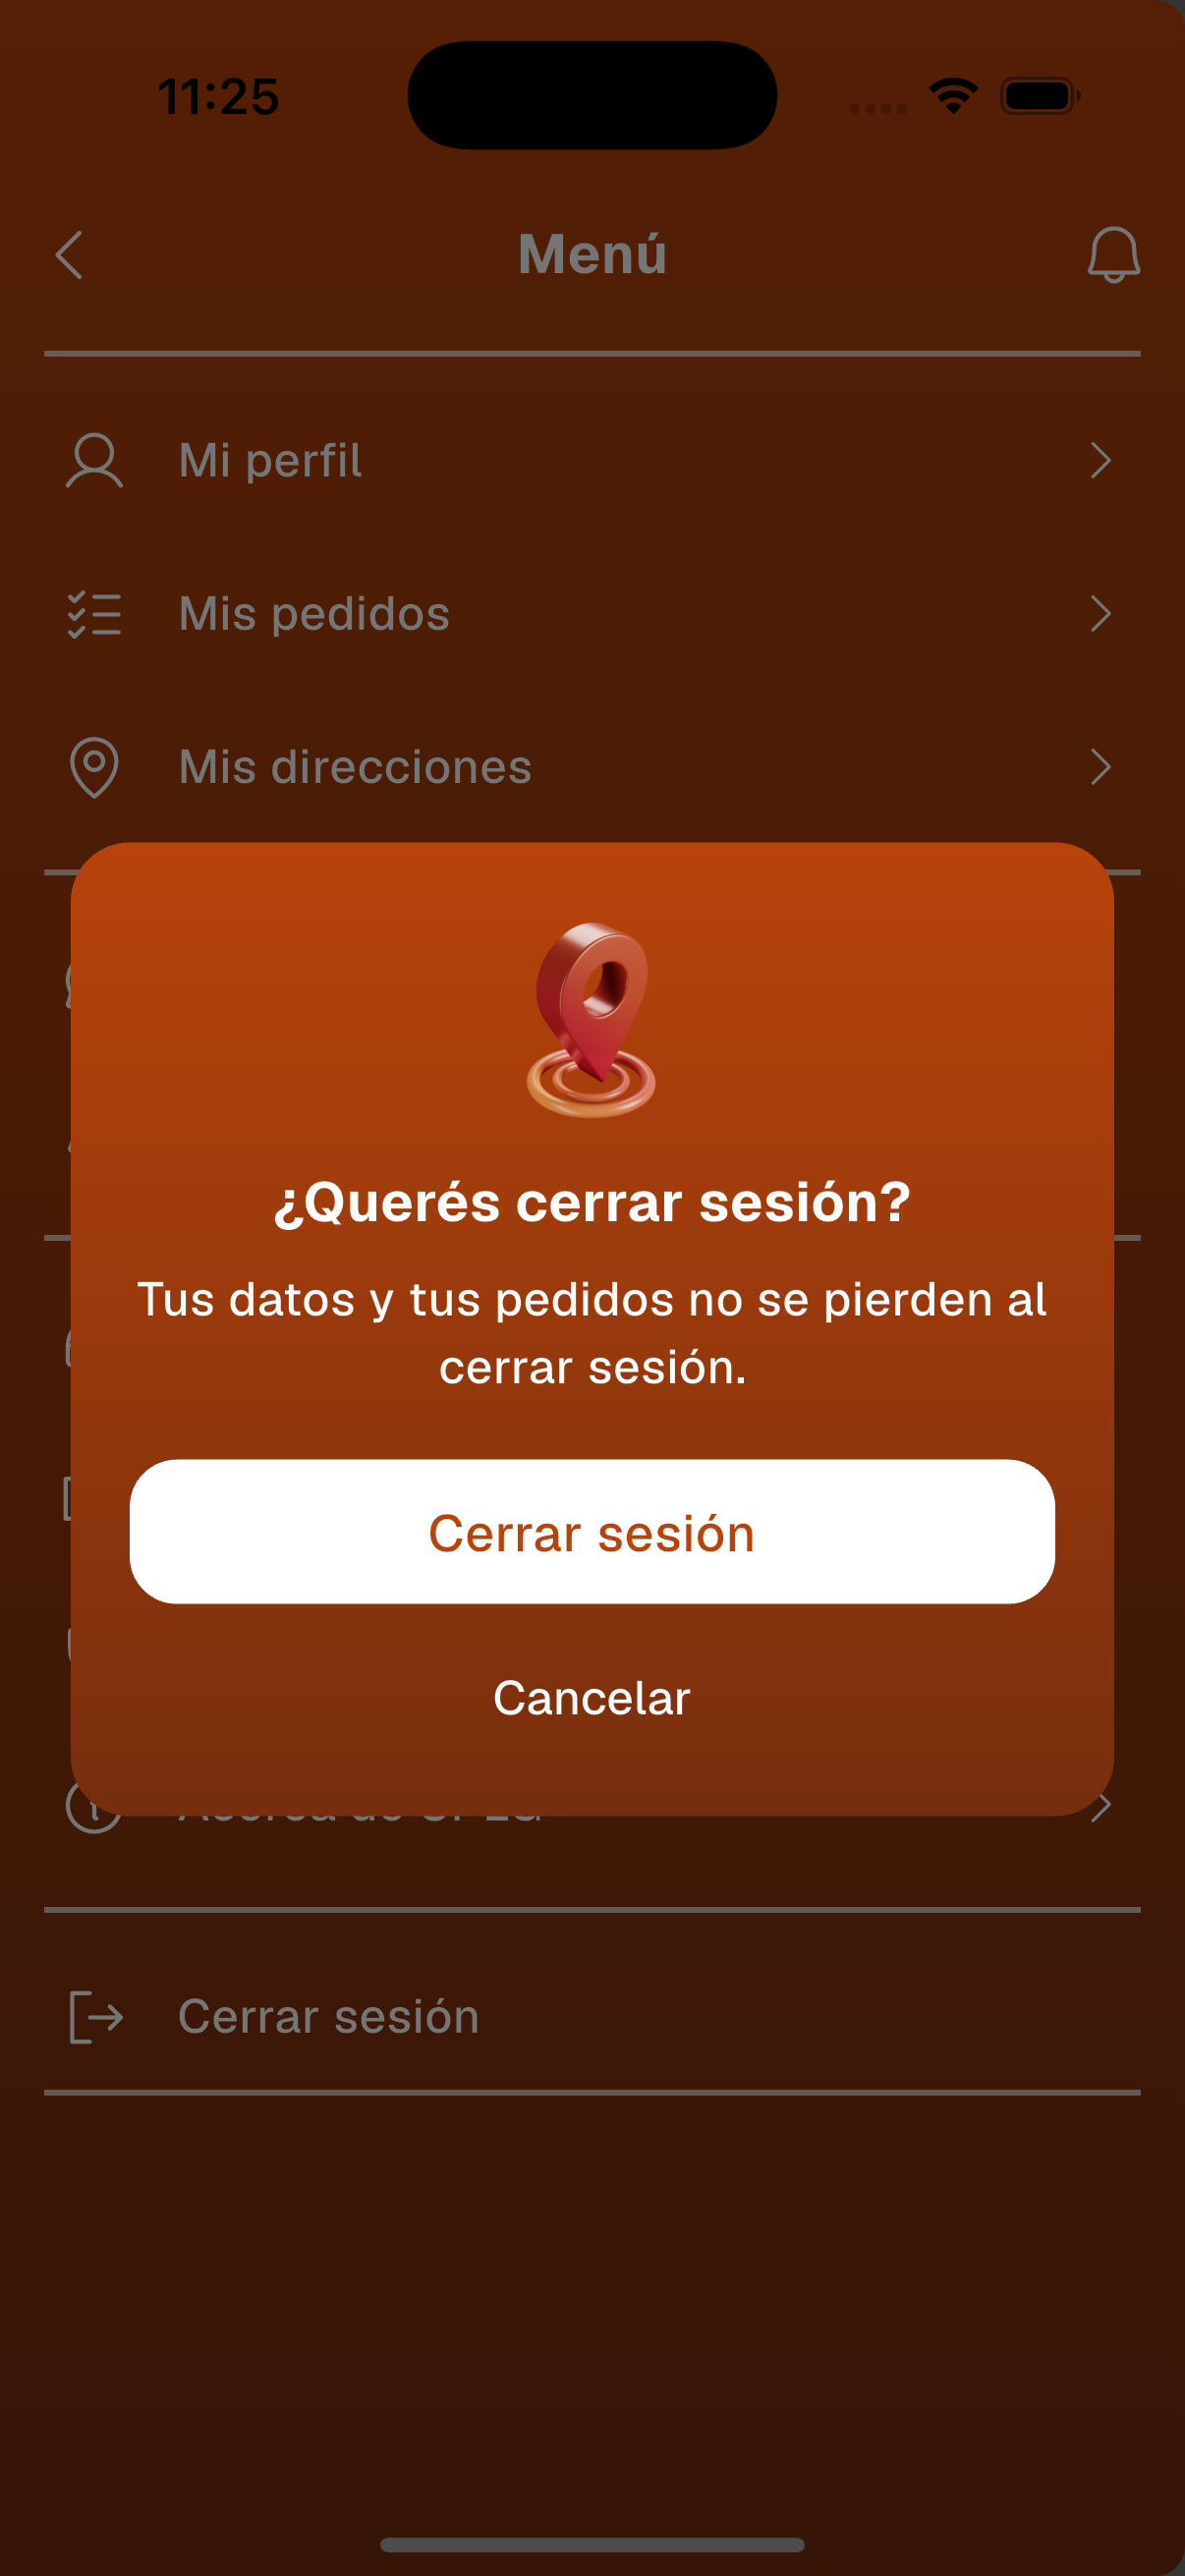 11:25
Menú
Mi perfil
Mis pedidos
Mis direcciones
¿Querés cerrar sesión?
Tus datos y tus pedidos no se pierden al
cerrar sesión.
Cerrar sesión
Cancelar
Cerrar sesión